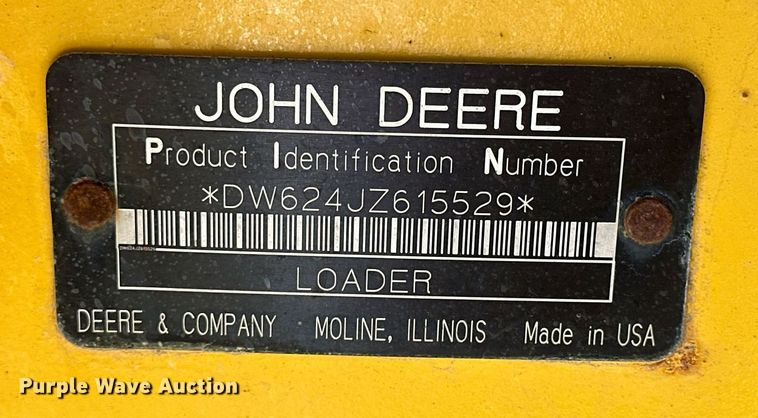 JOHN DEERE
Product Identification Number
*DW624JZ615529*
LOADER
DEERE & COMPANY MOLINE, ILLINOIS Made in USA
Purple Wave Auction